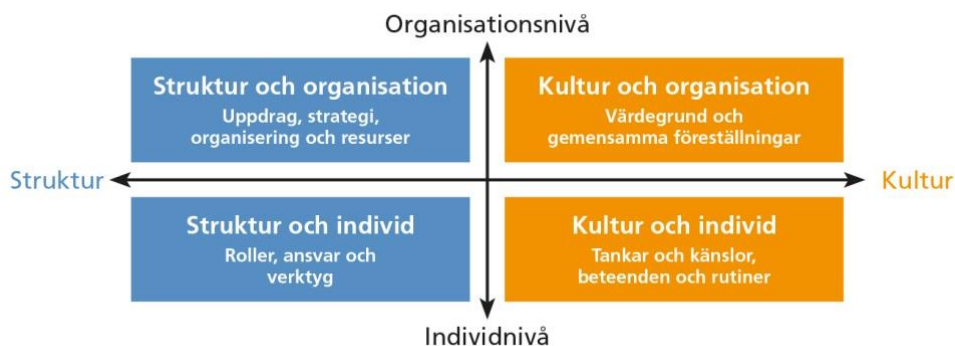 Organisationsnivå
Struktur och organisation
Uppdrag, strategi,
organisering och resurser
Kultur och organisation
Värdegrund och
gemensamma föreställningar
Struktur
Kultur
Struktur och individ
Roller, ansvar och
verktyg
Kultur och individ
Tankar och känslor,
beteenden och rutiner
Individnivå